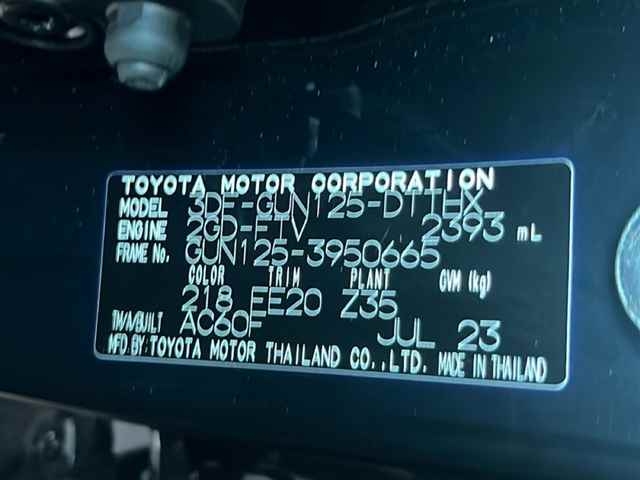 TOYOTA MOTOR CORPORATION
MODEL 3DF-GUN125-DTTHX
ENGINE 2GD-FTV 2393 mL
FRAME No. GUN125-3950665
COLOR TRIM PLANT GVM (kg)
218 EE20 Z35
TM/A/BUILT AC60F JUL 23
MFD.BY:TOYOTA MOTOR THAILAND CO.,LTD. MADE IN THAILAND